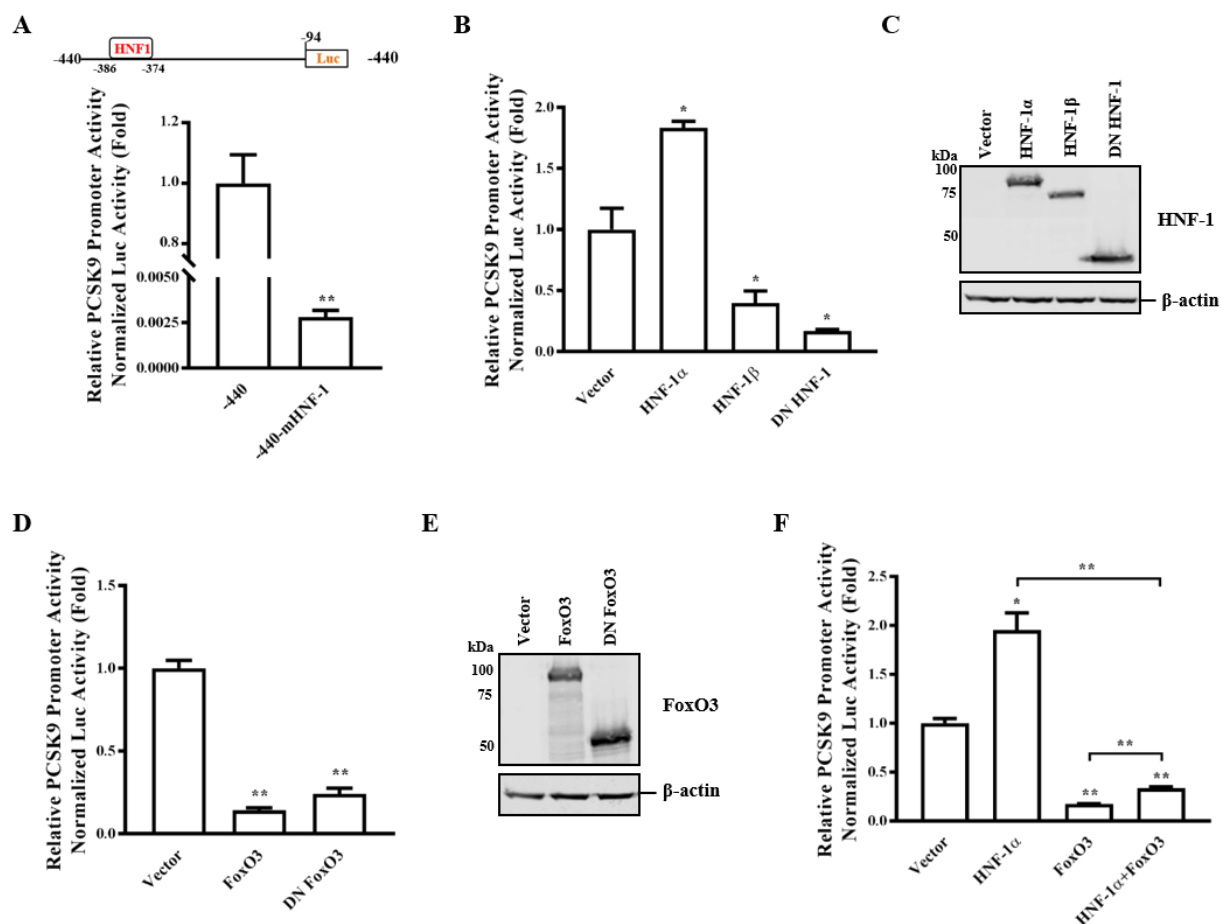 A
HNF1
-94
-440
Luc
-440
-386
-374
Relative PCSK9 Promoter Activity
Normalized Luc Activity (Fold)
1.2
1.0
0.8
0.0050
0.0025
0.0000
**
-440
-440-mHNF-1
B
Relative PCSK9 Promoter Activity
Normalized Luc Activity (Fold)
2.0
1.5
1.0
0.5
0.0
*
*
*
Vector
HNF-1α
HNF-1β
DN HNF-1
C
Vector
HNF-1α
HNF-1β
DN HNF-1
kDa
100
75
50
HNF-1
β-actin
D
Relative PCSK9 Promoter Activity
Normalized Luc Activity (Fold)
1.5
1.0
0.5
0.0
**
**
Vector
FoxO3
DN FoxO3
E
Vector
FoxO3
DN FoxO3
kDa
100
75
50
FoxO3
β-actin
F
Relative PCSK9 Promoter Activity
Normalized Luc Activity (Fold)
2.5
2.0
1.5
1.0
0.5
0.0
**
*
**
**
**
Vector
HNF-1α
FoxO3
HNF-1α+FoxO3